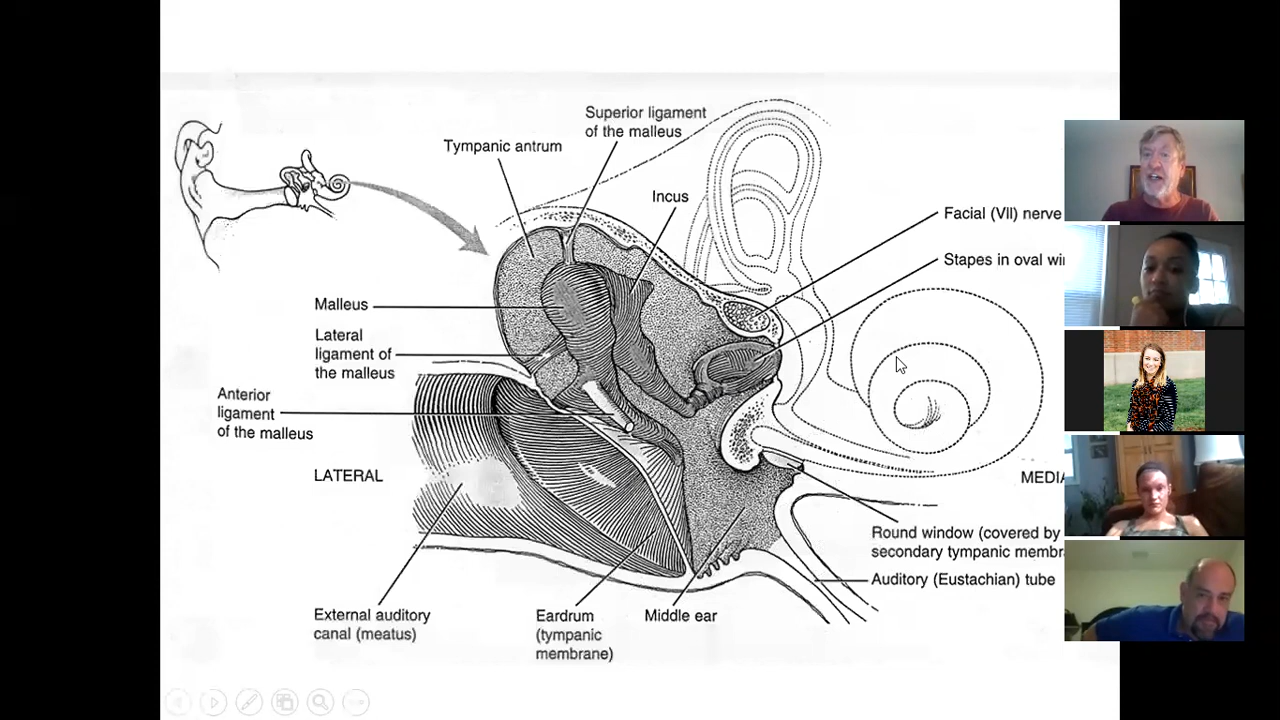 Superior ligament
of the malleus
Tympanic antrum
Incus
Facial (VII) nerve
Stapes in oval wi
Malleus
Lateral
ligament of
the malleus
Anterior
ligament
of the malleus
LATERAL
MEDIA
Round window (covered by
secondary tympanic membra
Auditory (Eustachian) tube
External auditory
canal (meatus)
Eardrum
(tympanic
membrane)
Middle ear